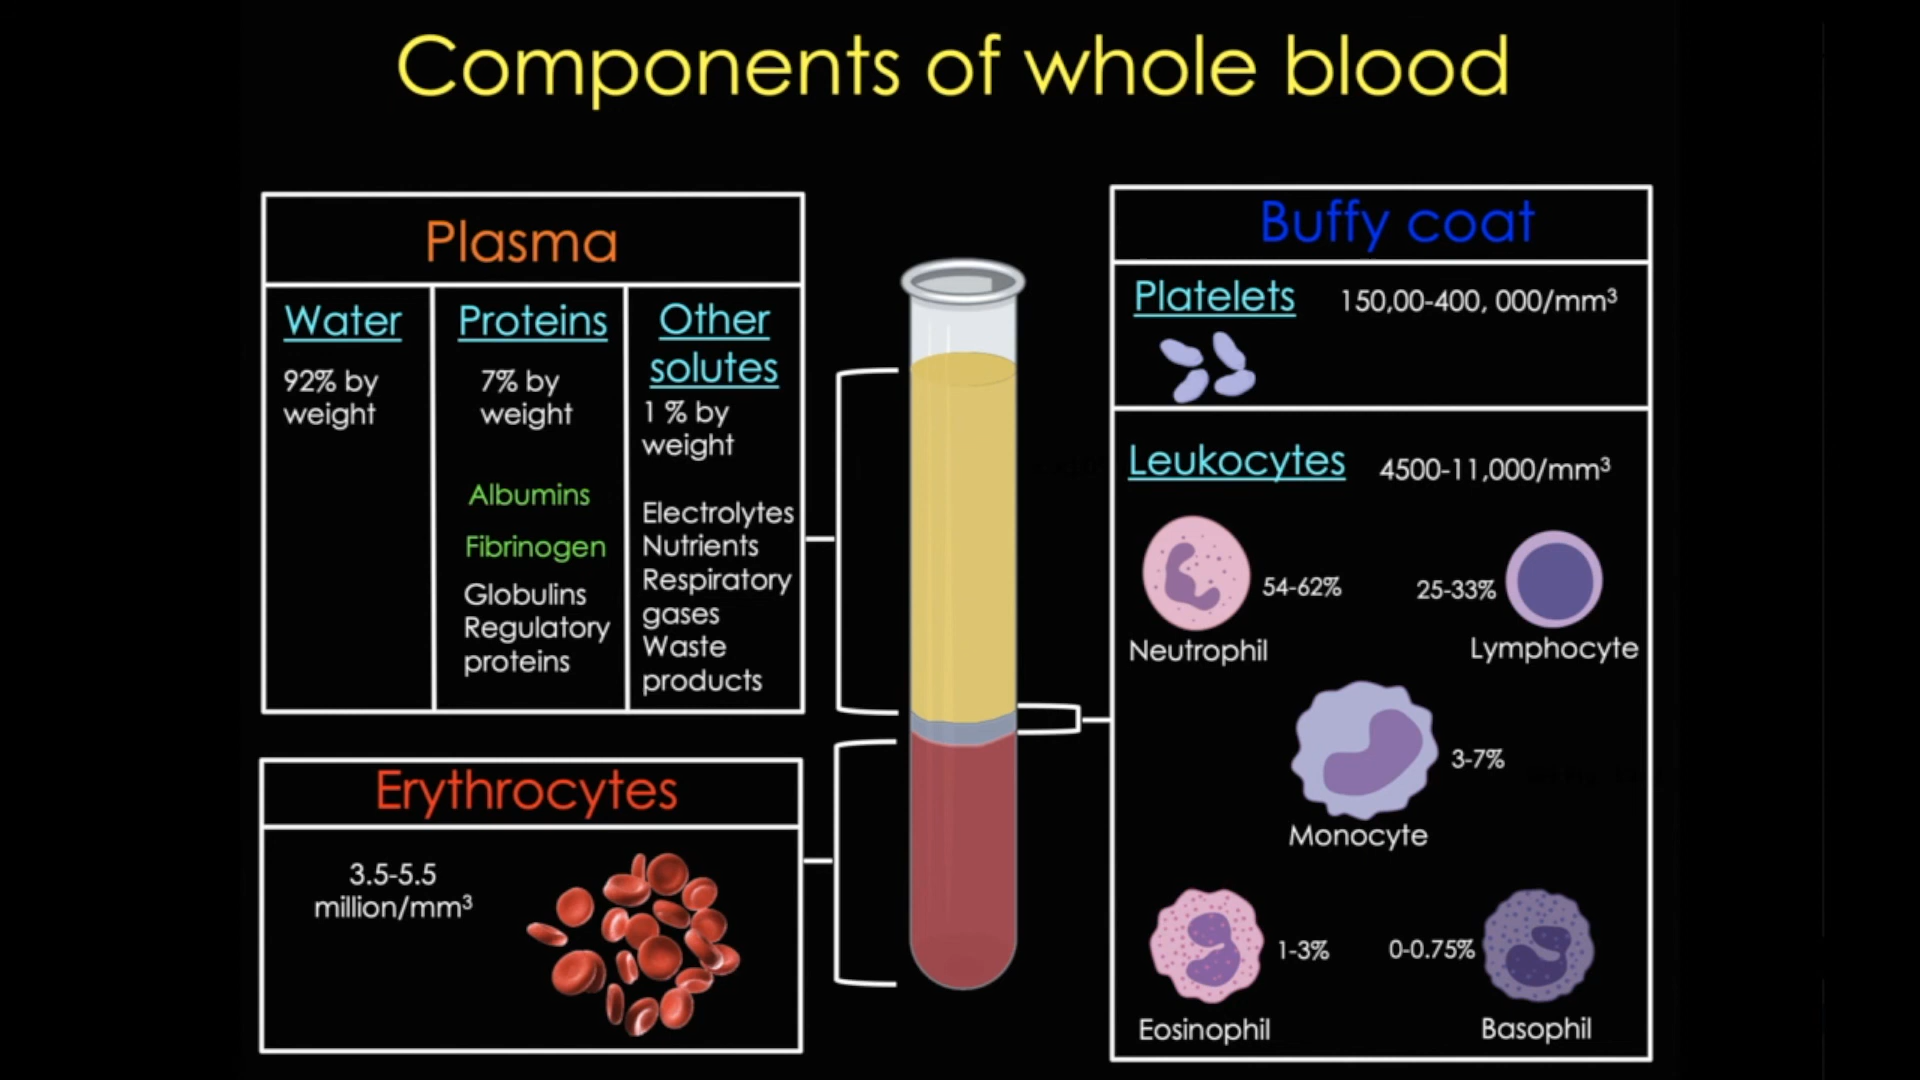 Components of whole blood
Plasma
Water
92% by
weight
Proteins
7% by
weight
Albumins
Fibrinogen
Globulins
Regulatory
proteins
Other
solutes
1 % by
weight
Electrolytes
Nutrients
Respiratory
gases
Waste
products
Erythrocytes
3.5-5.5
million/mm³
Buffy coat
Platelets 150,00-400, 000/mm³
Leukocytes 4500-11,000/mm³
54-62%
Neutrophil
25-33%
Lymphocyte
3-7%
Monocyte
1-3%
Eosinophil
0-0.75%
Basophil